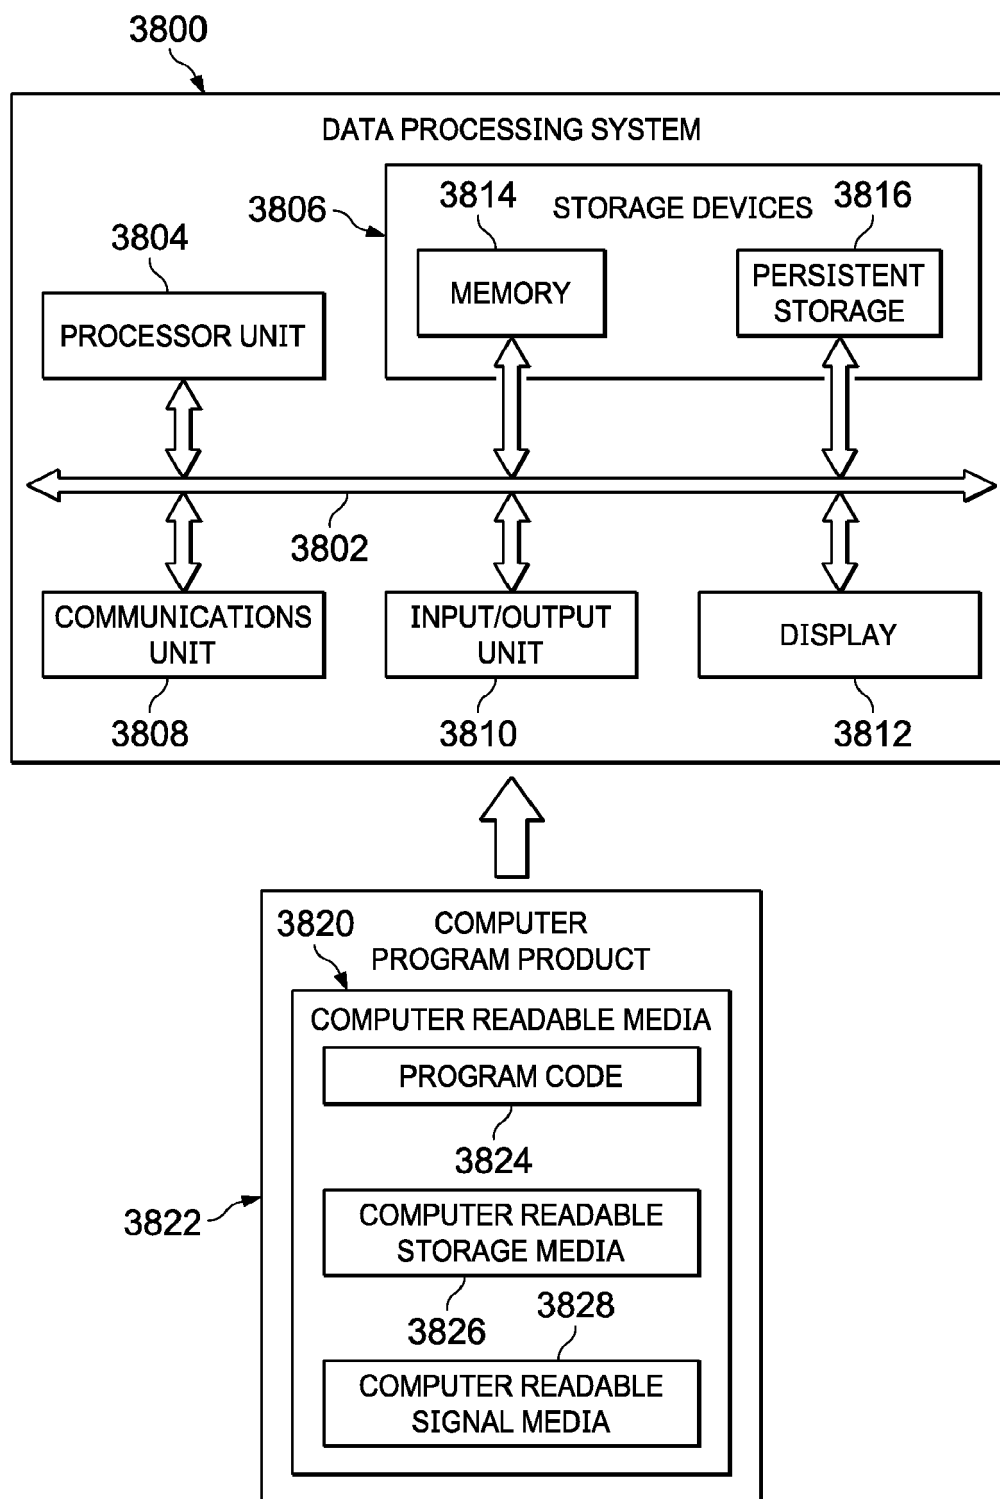 3800
DATA PROCESSING SYSTEM
3806
3814
STORAGE DEVICES
3816
3804
MEMORY
PERSISTENT
STORAGE
PROCESSOR UNIT
3802
COMMUNICATIONS
UNIT
INPUT/OUTPUT
UNIT
DISPLAY
3808
3810
3812
3820
COMPUTER
PROGRAM PRODUCT
COMPUTER READABLE MEDIA
PROGRAM CODE
3824
3822
COMPUTER READABLE
STORAGE MEDIA
3826
3828
COMPUTER READABLE
SIGNAL MEDIA